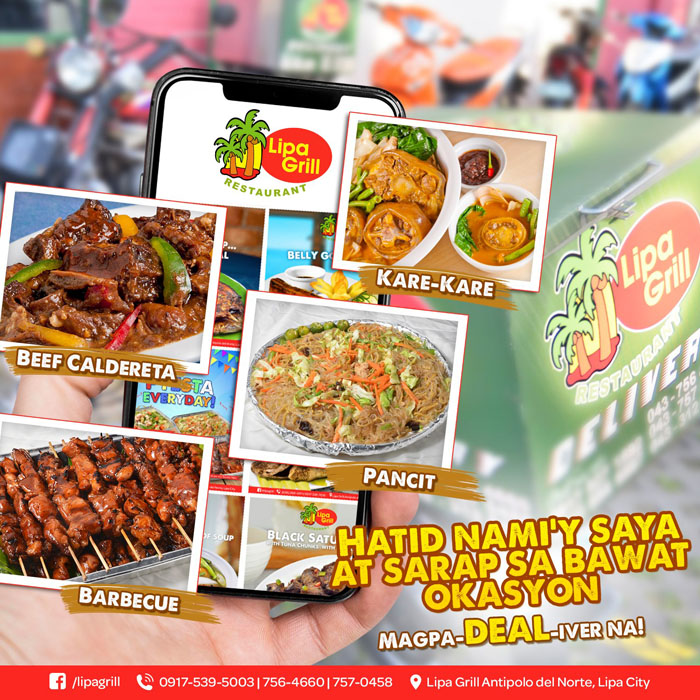 Lipa
Grill
RESTAURANT
BELLY
KARE-KARE
BEEF CALDERETA
EVERYDAY!
PANCIT
BARBECUE
OF SOUP
BLACK
Lipa
Grill
RESTAURANT
DELIVER
HATID NAMI'Y SAYA
AT SARAP SA BAWAT
OKASYON
MAGPA-DEAL-IVER NA!
/lipagrill 0917-539-5003 | 756-4660 | 757-0458 Lipa Grill Antipolo del Norte, Lipa City